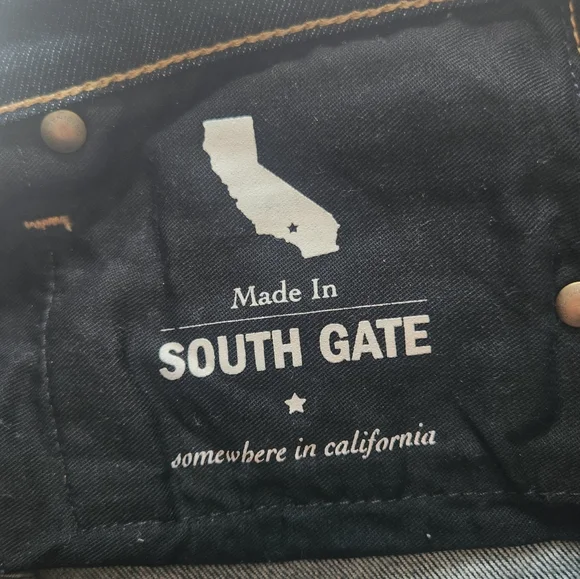 Made In
SOUTH GATE
somewhere in california